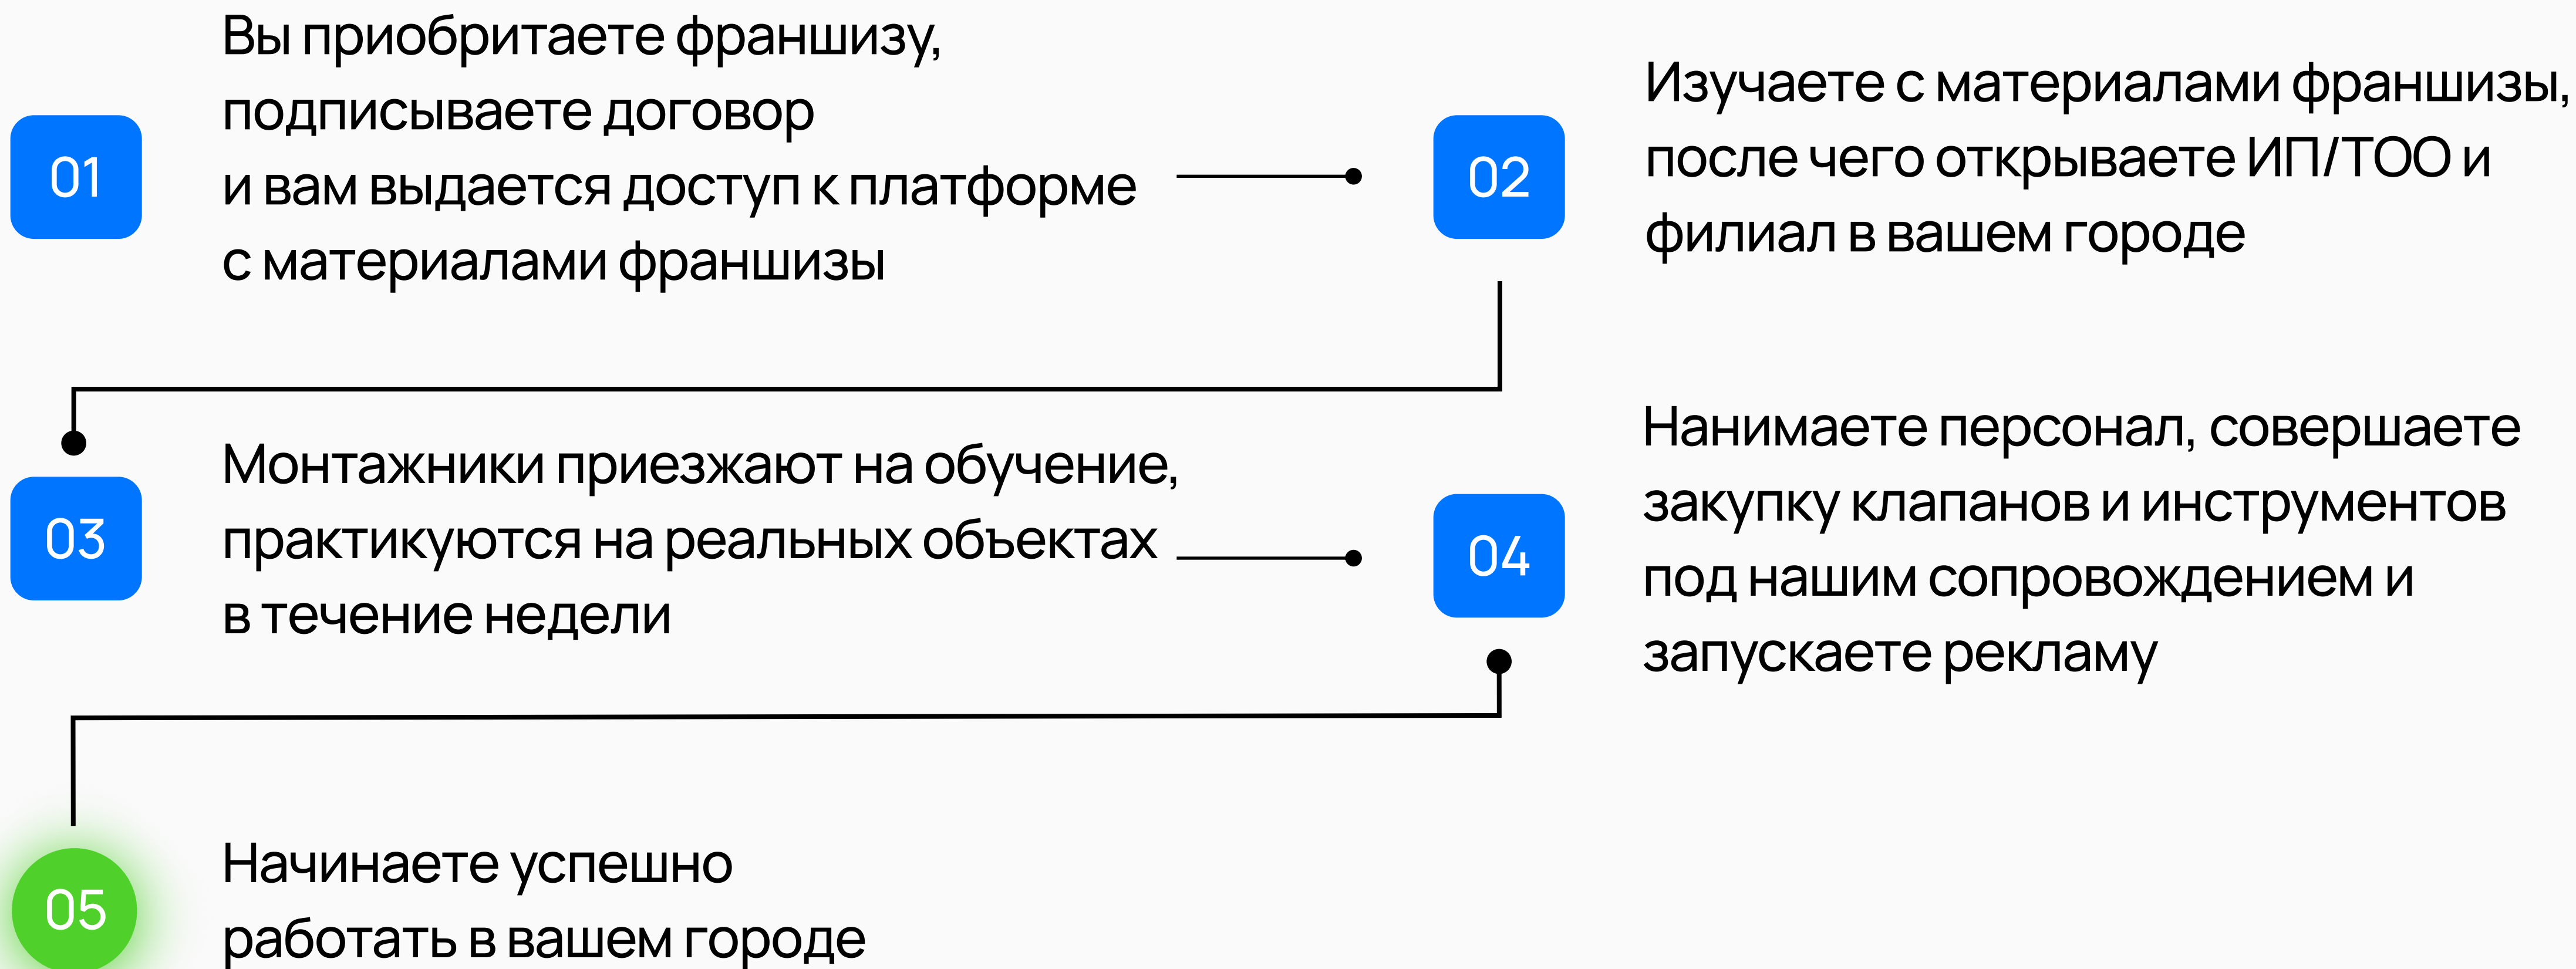 01
Вы приобритаете франшизу,
подписываете договор
и вам выдается доступ к платформе
с материалами франшизы
02
Изучаете с материалами франшизы,
после чего открываете ИП/ТОО и
филиал в вашем городе
03
Монтажники приезжают на обучение,
практикуются на реальных объектах
в течение недели
04
Нанимаете персонал, совершаете
закупку клапанов и инструментов
под нашим сопровождением и
запускаете рекламу
05
Начинаете успешно
работать в вашем городе